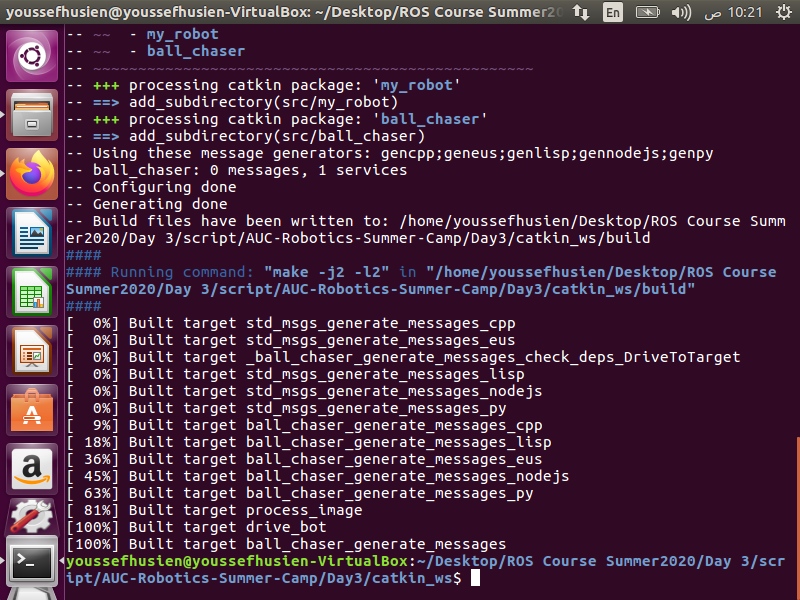 youssefhusien@youssefhusien-VirtualBox: ~/Desktop/ROS Course Summer20 En ص 10:21
-- ~~  - my_robot
-- ~~  - ball_chaser
-- ~~~~~~~~~~~~~~~~~~~~~~~~~~~~~~~~~~~~~~~~~~~~~~~~~
-- +++ processing catkin package: 'my_robot'
-- ==> add_subdirectory(src/my_robot)
-- +++ processing catkin package: 'ball_chaser'
-- ==> add_subdirectory(src/ball_chaser)
-- Using these message generators: gencpp;geneus;genlisp;gennodejs;genpy
-- ball_chaser: 0 messages, 1 services
-- Configuring done
-- Generating done
-- Build files have been written to: /home/youssefhusien/Desktop/ROS Course Summ
er2020/Day 3/script/AUC-Robotics-Summer-Camp/Day3/catkin_ws/build
####
#### Running command: "make -j2 -l2" in "/home/youssefhusien/Desktop/ROS Course
Summer2020/Day 3/script/AUC-Robotics-Summer-Camp/Day3/catkin_ws/build"
####
[  0%] Built target std_msgs_generate_messages_cpp
[  0%] Built target std_msgs_generate_messages_eus
[  0%] Built target _ball_chaser_generate_messages_check_deps_DriveToTarget
[  0%] Built target std_msgs_generate_messages_lisp
[  0%] Built target std_msgs_generate_messages_nodejs
[  0%] Built target std_msgs_generate_messages_py
[  9%] Built target ball_chaser_generate_messages_cpp
[ 18%] Built target ball_chaser_generate_messages_lisp
[ 36%] Built target ball_chaser_generate_messages_eus
[ 45%] Built target ball_chaser_generate_messages_nodejs
[ 63%] Built target ball_chaser_generate_messages_py
[ 81%] Built target process_image
[100%] Built target drive_bot
[100%] Built target ball_chaser_generate_messages
youssefhusien@youssefhusien-VirtualBox:~/Desktop/ROS Course Summer2020/Day 3/scr
ipt/AUC-Robotics-Summer-Camp/Day3/catkin_ws$